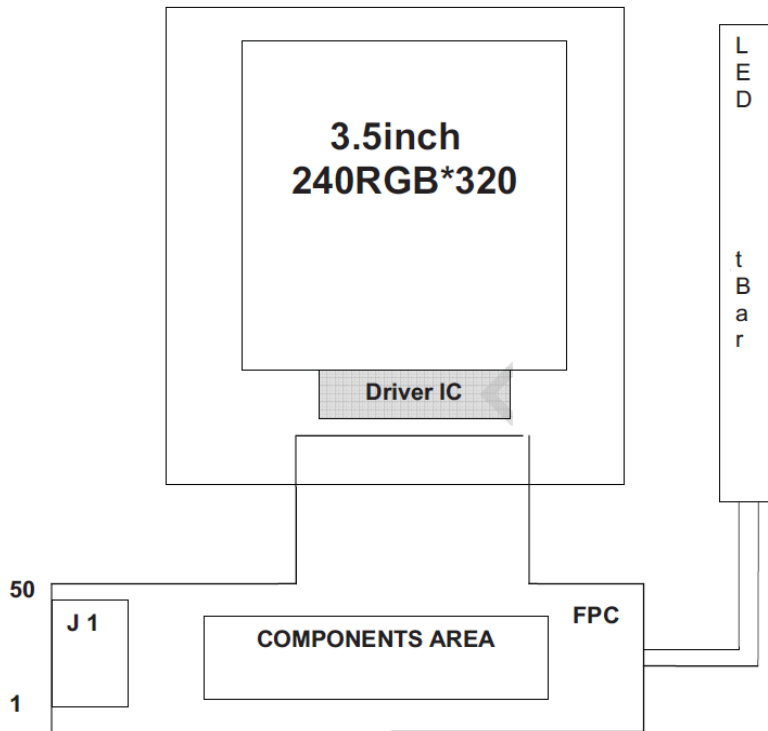 3.5inch
240RGB*320
Driver IC
L
E
D
t
B
a
r
50
J 1
1
COMPONENTS AREA
FPC